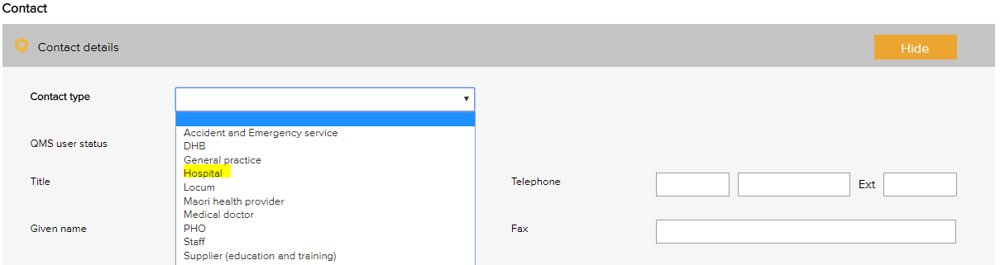 Contact
Contact details
Hide
Contact type
Accident and Emergency service
DHB
General practice
Hospital
Locum
Maori health provider
Medical doctor
PHO
Staff
Supplier (education and training)
QMS user status
Title
Telephone
Ext
Given name
Fax